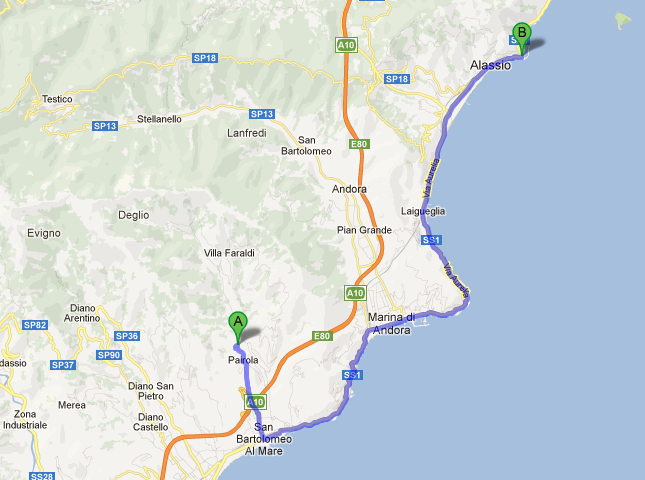 A10
B
SS1
Alassio
SP18
SP18
Testico
Stellanello
SP13
SP13
Lanfredi
San
Bartolomeo
E80
Via Aurelia
Andora
Deglio
Laigueglia
Evigno
Pian Grande
SS1
Villa Faraldi
Via Aurelia
A10
Diano
Arentino
A
Marina di
Andora
SP82
SP36
E80
SP90
Pairola
SP37
SS1
Diano San
Pietro
A10
Merea
Zona
Industriale
Diano
Castello
San
Bartolomeo
Al Mare
SS28